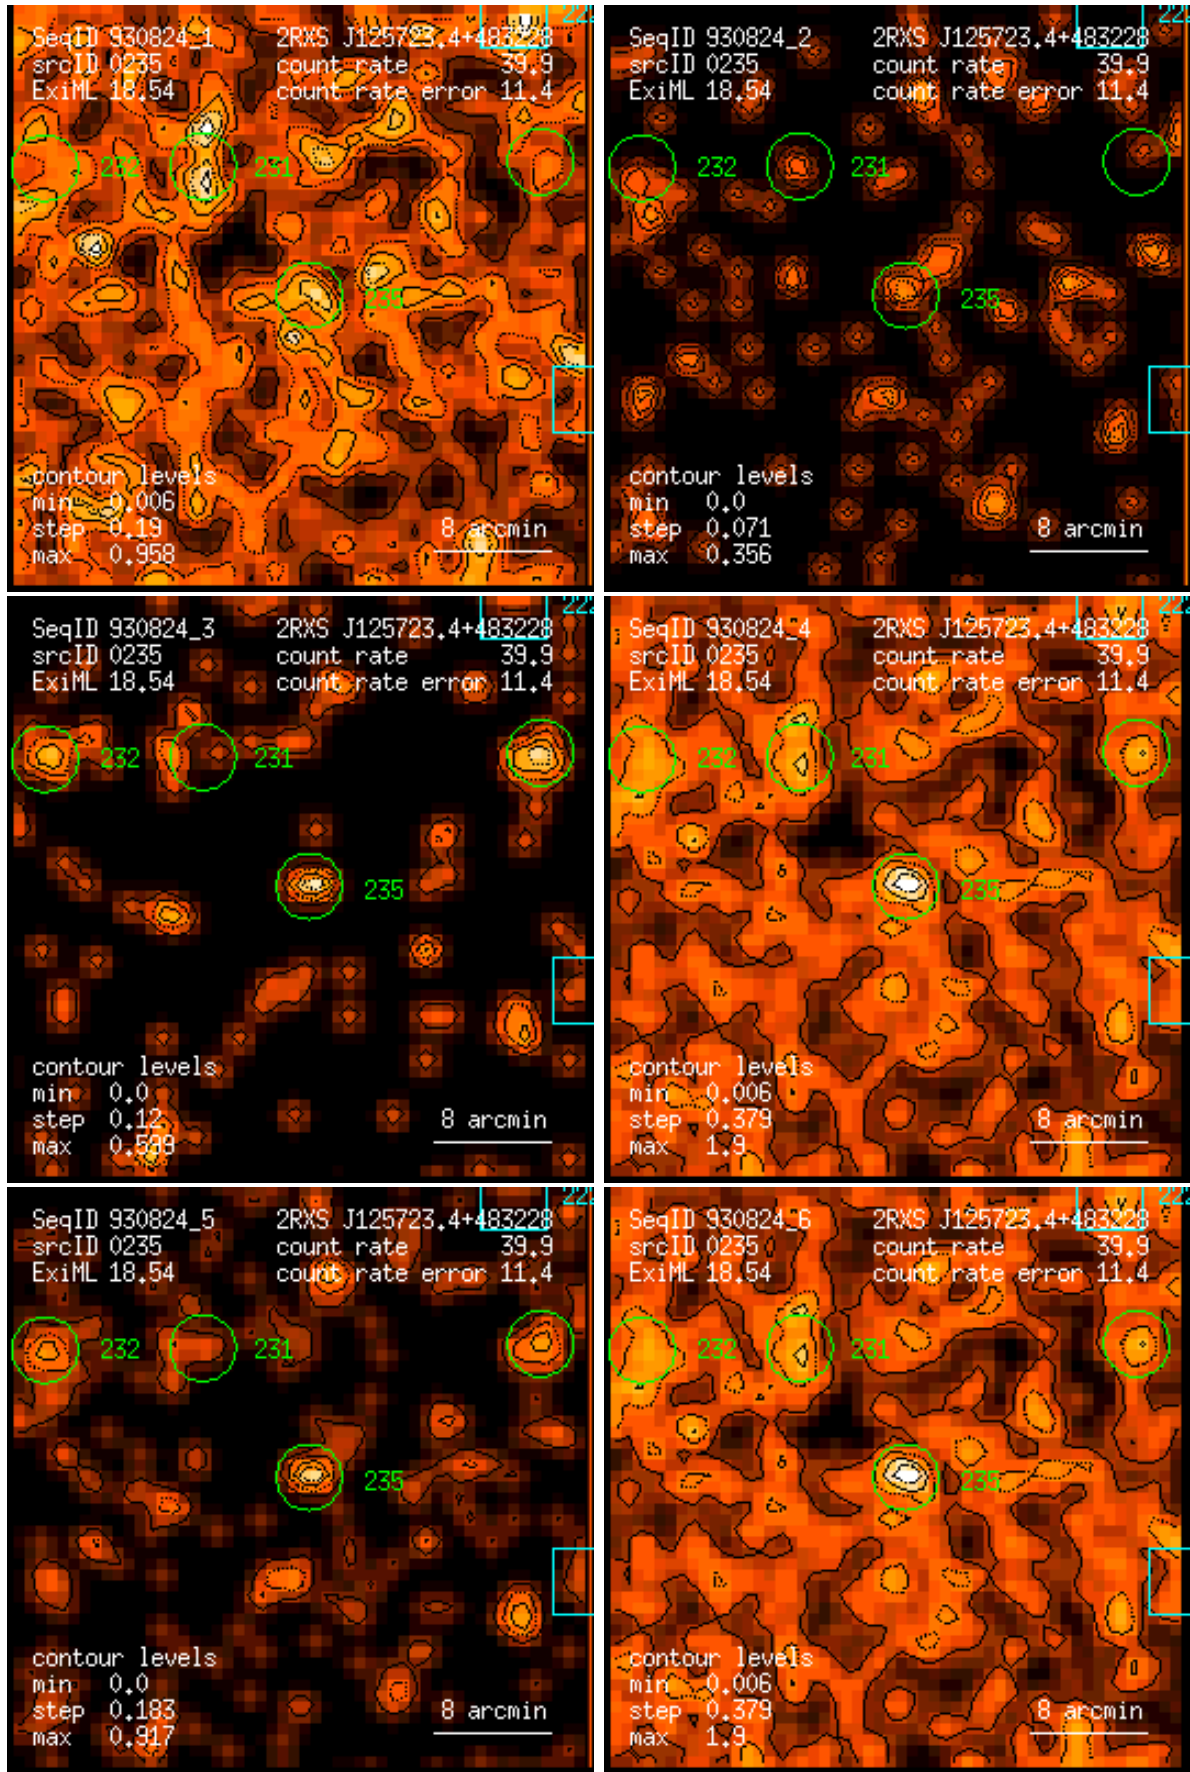 222
SeqID 930824_1 2RXS J125723.4+483228
srcID 0235 count rate 39.9
ExiML 18.54 count rate error 11.4
232 231
235
contour levels
min 0.006
step 0.19 8 arcmin
max 0.958
222
SeqID 930824_2 2RXS J125723.4+483228
srcID 0235 count rate 39.9
ExiML 18.54 count rate error 11.4
232 231
235
contour levels
min 0.0
step 0.071 8 arcmin
max 0.356
222
SeqID 930824_3 2RXS J125723.4+483228
srcID 0235 count rate 39.9
ExiML 18.54 count rate error 11.4
232 231
235
contour levels
min 0.0
step 0.12 8 arcmin
max 0.599
222
SeqID 930824_4 2RXS J125723.4+483228
srcID 0235 count rate 39.9
ExiML 18.54 count rate error 11.4
232 231
235
contour levels
min 0.006
step 0.379 8 arcmin
max 1.9
222
SeqID 930824_5 2RXS J125723.4+483228
srcID 0235 count rate 39.9
ExiML 18.54 count rate error 11.4
232 231
235
contour levels
min 0.0
step 0.183 8 arcmin
max 0.917
222
SeqID 930824_6 2RXS J125723.4+483228
srcID 0235 count rate 39.9
ExiML 18.54 count rate error 11.4
232 231
235
contour levels
min 0.006
step 0.379 8 arcmin
max 1.9